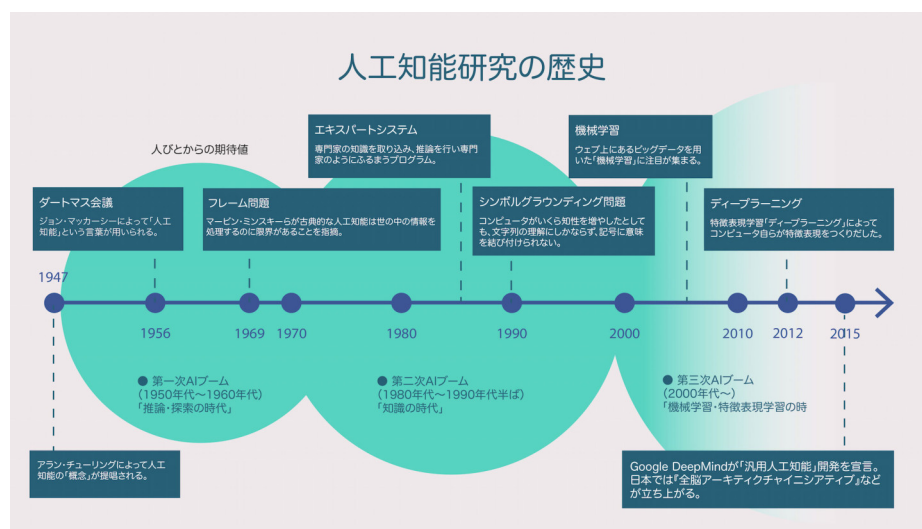 人工知能研究の歴史
人びとからの期待値
エキスパートシステム
専門家の知識を取り込み、推論を行い専門
家のようにふるまうプログラム。
機械学習
ウェブ上にあるビッグデータを用
いた「機械学習」に注目が集まる。
ダートマス会議
ジョン・マッカーシーによって「人工
知能」という言葉が用いられる。
フレーム問題
マービン・ミンスキーらが古典的な人工知能は世の中の情報を
処理するのに限界があることを指摘。
シンボルグラウンディング問題
コンピュータがいくら知性を増やしたとして
も、文字列の理解にしかならず、記号に意味
を結び付けられない。
ディープラーニング
特徴表現学習「ディープラーニング」によって
コンピュータ自らが特徴表現をつくりだした。
1947
1956
1969
1970
1980
1990
2000
2010
2012
2015
● 第一次AIブーム
(1950年代〜1960年代)
「推論・探索の時代」
● 第二次AIブーム
(1980年代〜1990年代半ば)
「知識の時代」
● 第三次AIブーム
(2000年代〜)
「機械学習・特徴表現学習の時
アラン・チューリングによって人工
知能の「概念」が提唱される。
Google DeepMindが「汎用人工知能」開発を宣言。
日本では『全脳アーキティクチャイニシアティブ』など
が立ち上がる。